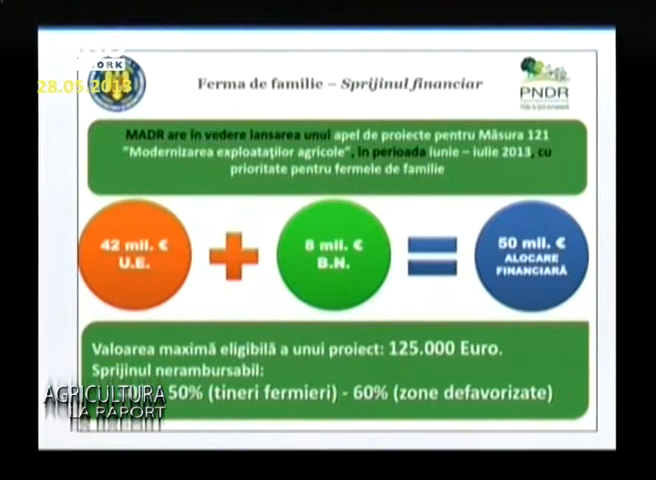 ORK
28.05.2013
Ferma de familie – Sprijinul financiar
PNDR
MADR are în vedere lansarea unui apel de proiecte pentru Măsura 121
"Modernizarea exploatațiilor agricole", în perioada iunie – iulie 2013, cu
prioritate pentru fermele de familie
42 mil. €
U.E.
8 mil. €
B.N.
50 mil. €
ALOCARE
FINANCIARĂ
Valoarea maximă eligibilă a unui proiect: 125.000 Euro.
Sprijinul nerambursabil:
50% (tineri fermieri) - 60% (zone defavorizate)
AGRICULTURA
LA RAPORT